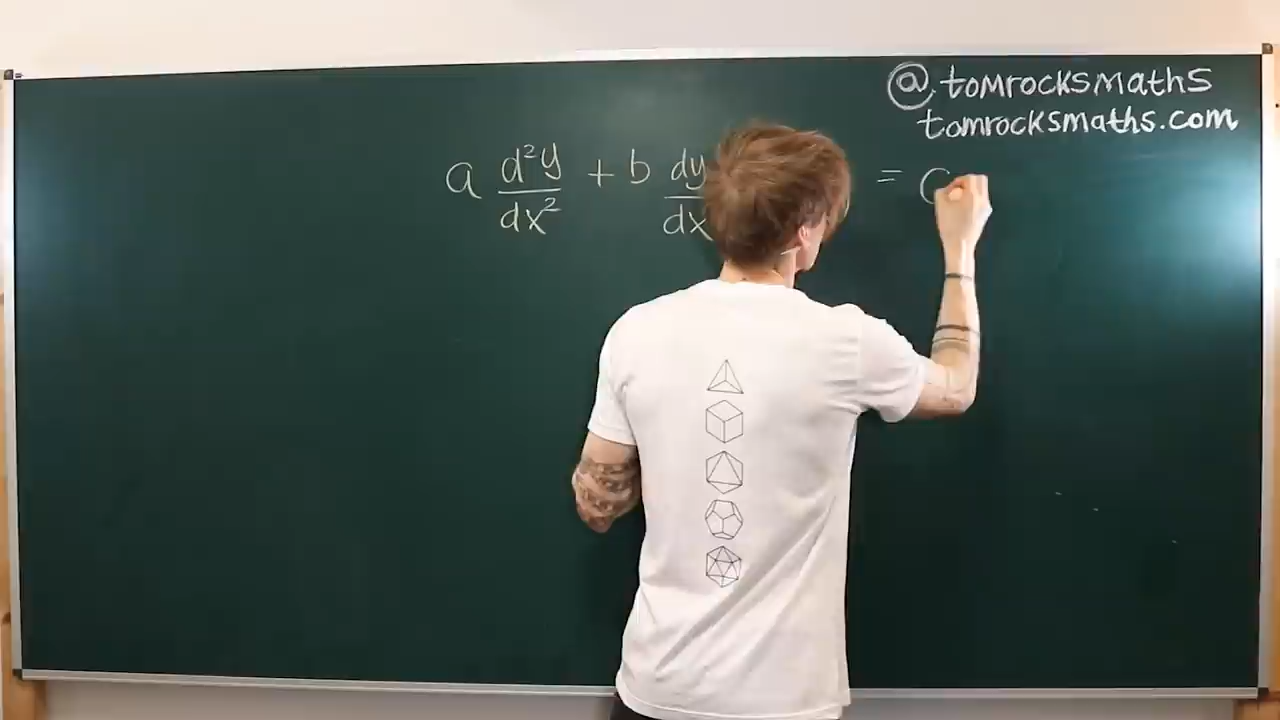 @tomrocksmaths
tomrocksmaths.com
a d²y/dx² + b dy/dx =